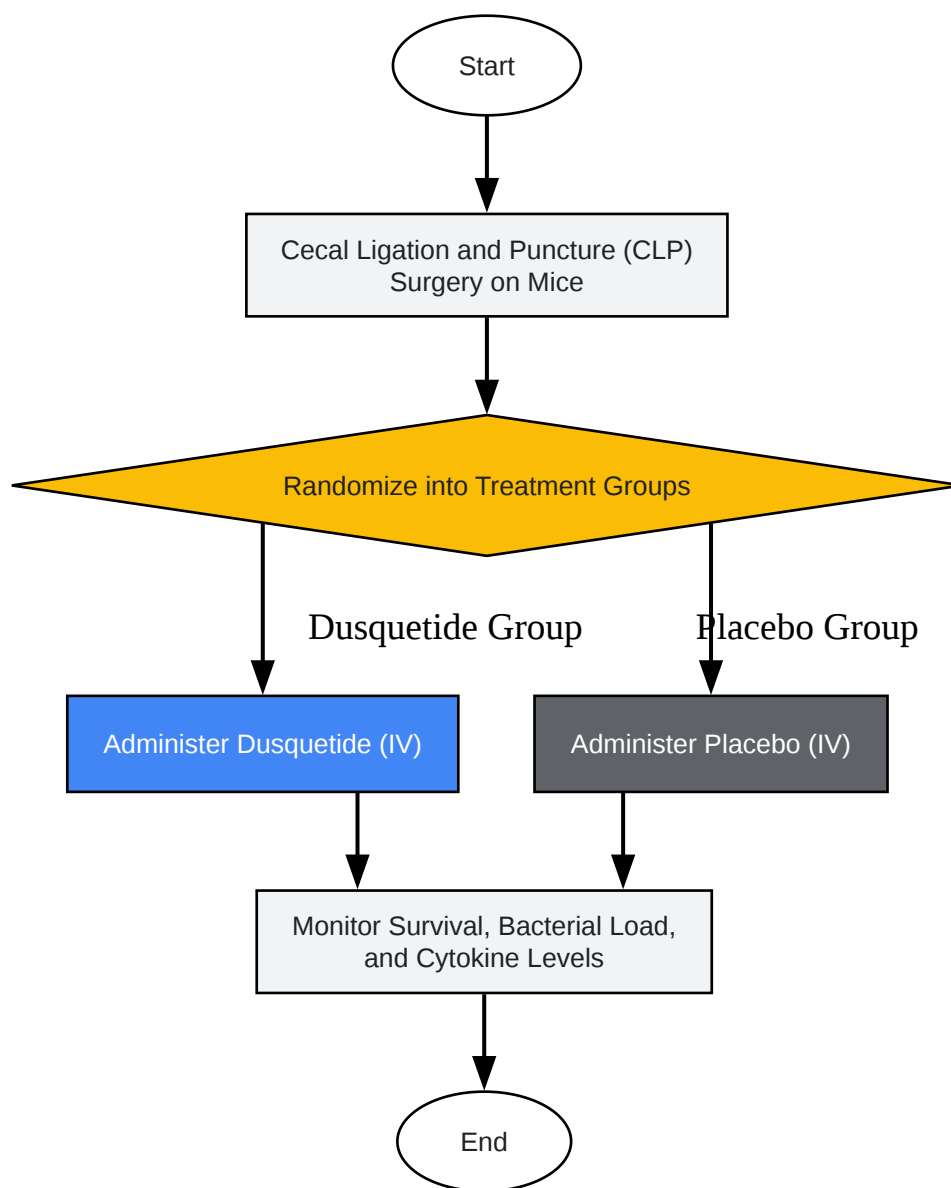 Start
Cecal Ligation and Puncture (CLP)
Surgery on Mice
Randomize into Treatment Groups
Dusquetide Group
Placebo Group
Administer Dusquetide (IV)
Administer Placebo (IV)
Monitor Survival, Bacterial Load,
and Cytokine Levels
End